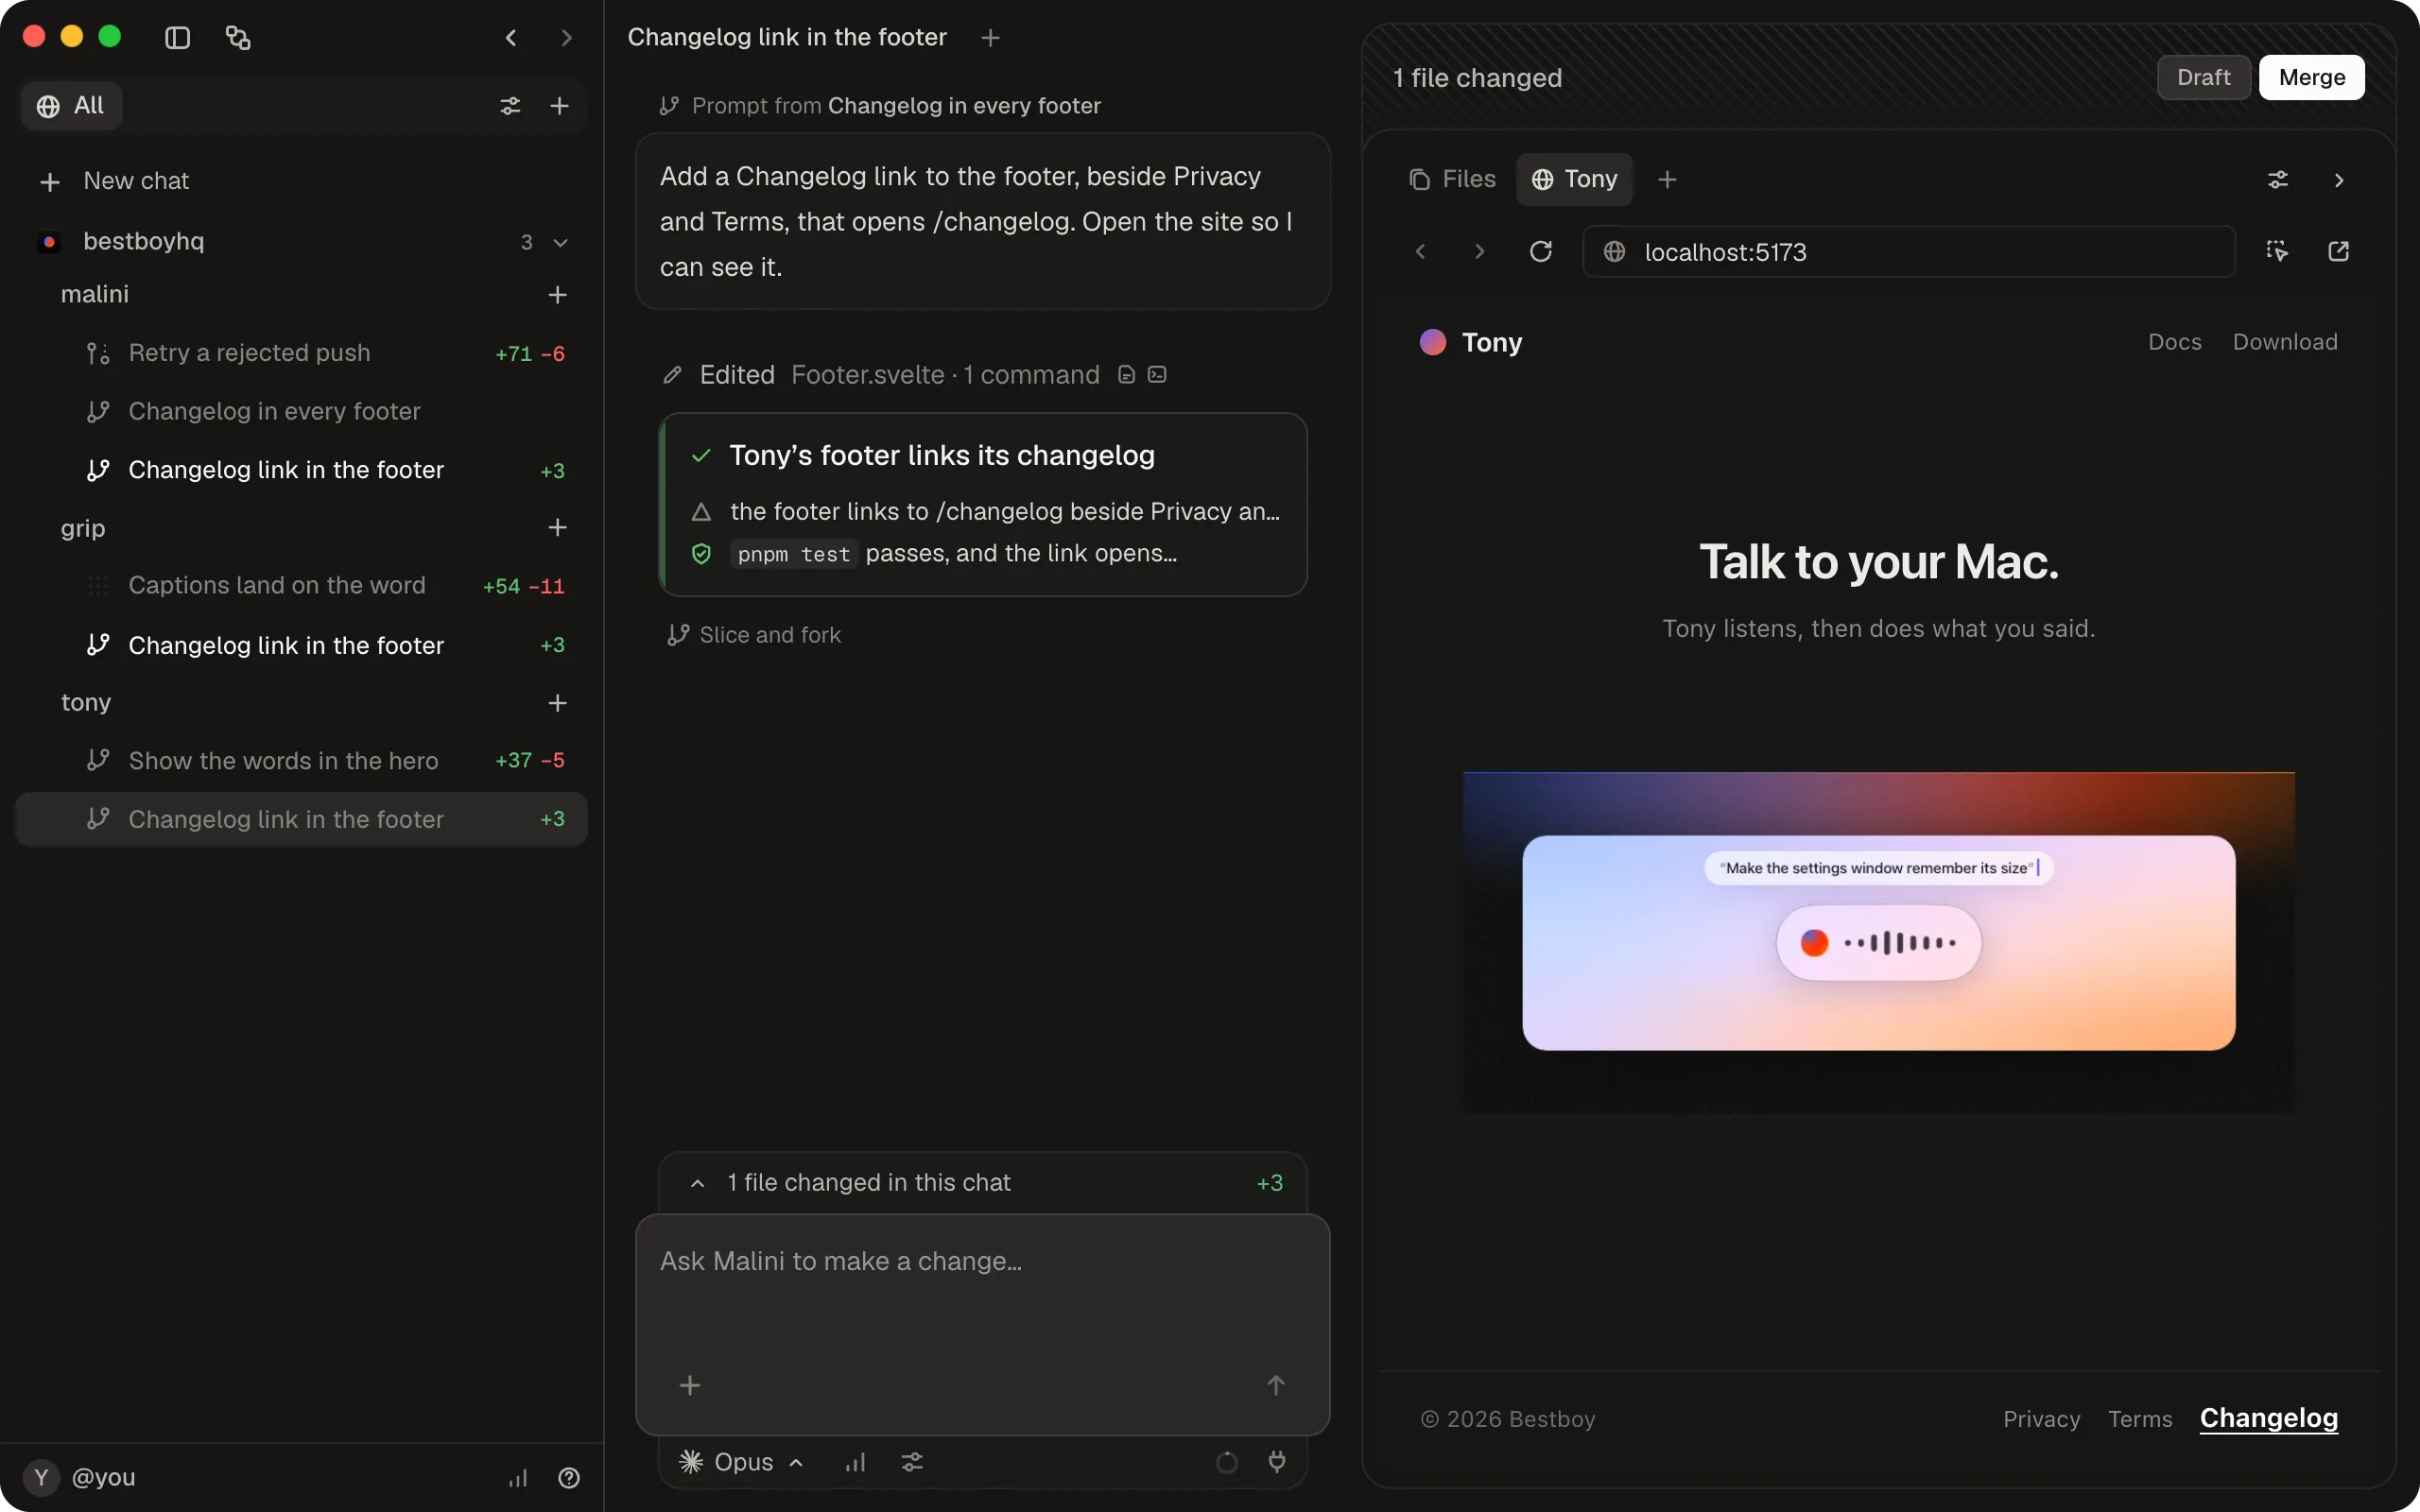 All
New chat
bestboyhq 3
malini
Retry a rejected push +71 −6
Changelog in every footer
Changelog link in the footer +3
grip
Captions land on the word +54 −11
Changelog link in the footer +3
tony
Show the words in the hero +37 −5
Changelog link in the footer +3
Y @you
Changelog link in the footer
Prompt from Changelog in every footer
Add a Changelog link to the footer, beside Privacy
and Terms, that opens /changelog. Open the site so I
can see it.
Edited Footer.svelte · 1 command
Tony’s footer links its changelog
the footer links to /changelog beside Privacy an…
pnpm test passes, and the link opens…
Slice and fork
1 file changed in this chat +3
Ask Malini to make a change…
Opus
1 file changed Draft Merge
Files Tony
localhost:5173
Tony Docs Download
Talk to your Mac.
Tony listens, then does what you said.
“Make the settings window remember its size”
© 2026 Bestboy Privacy Terms Changelog